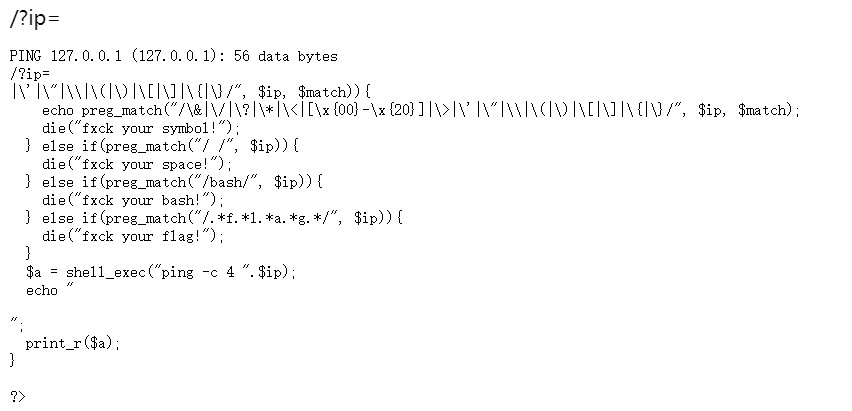 /?ip=
PING 127.0.0.1 (127.0.0.1): 56 data bytes
/?ip=
|\'|\"|\\|\(|\)|\[|\]|\{|\}/", $ip, $match)){
echo preg_match("/\&|\/|\?|\*|\<|[\x{00}-\x{20}]|\>|\'|\"|\\|\(|\)|\[|\]|\{|\}/", $ip, $match);
die("fxck your symbol!");
} else if(preg_match("/ /", $ip)){
die("fxck your space!");
} else if(preg_match("/bash/", $ip)){
die("fxck your bash!");
} else if(preg_match("/.*f.*l.*a.*g.*/", $ip)){
die("fxck your flag!");
}
$a = shell_exec("ping -c 4 ".$ip);
echo "
";
print_r($a);
}
?>